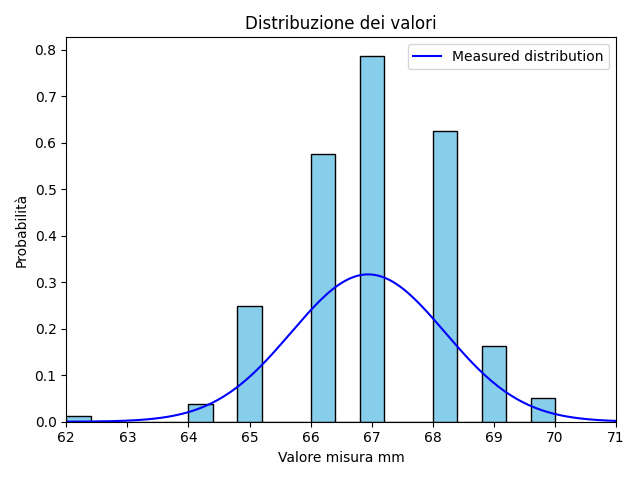 Distribuzione dei valori
Measured distribution
Probabilità
0.8
0.7
0.6
0.5
0.4
0.3
0.2
0.1
0.0
62 63 64 65 66 67 68 69 70 71
Valore misura mm